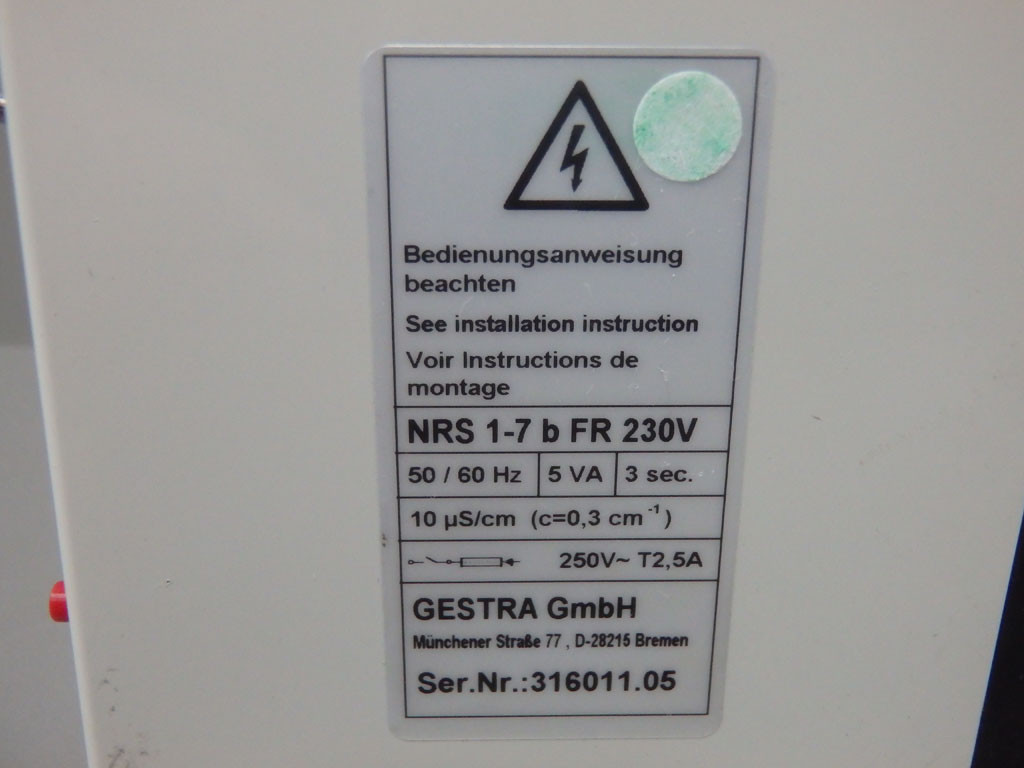 Bedienungsanweisung
beachten
See installation instruction
Voir Instructions de
montage
NRS 1-7 b FR 230V
50 / 60 Hz 5 VA 3 sec.
10 µS/cm (c=0,3 cm⁻¹)
250V~ T2,5A
GESTRA GmbH
Münchener Straße 77 , D-28215 Bremen
Ser.Nr.:316011.05